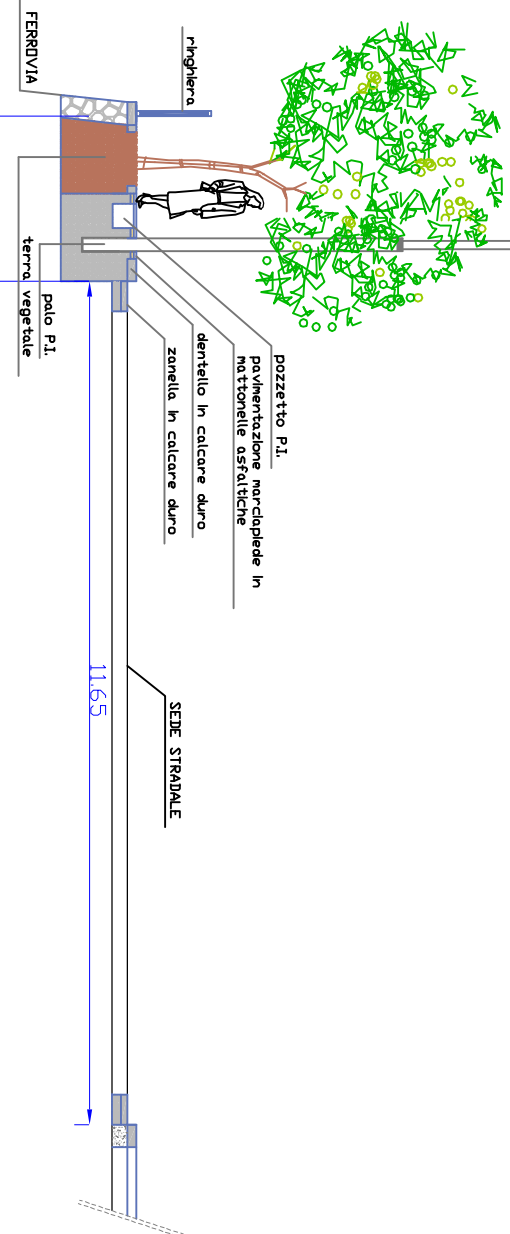 ringhiera
FERROVIA
pozzetto P.I.
pavimentazione marciapiede in
mattonelle asfaltiche
dentello in calcare duro
zanella in calcare duro
palo P.I.
terra vegetale
SEDE STRADALE
11.65